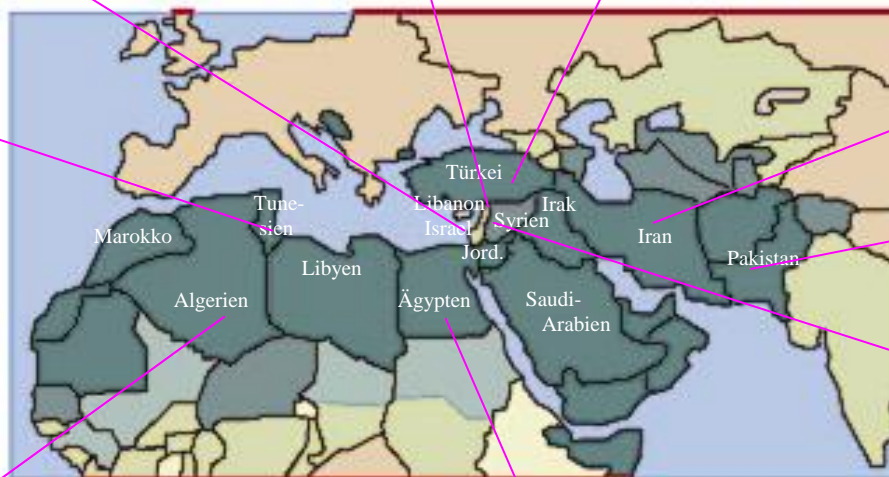 Türkei
Tune-
sien
Libanon
Israel
Syrien
Irak
Marokko
Jord.
Iran
Pakistan
Libyen
Algerien
Ägypten
Saudi-
Arabien